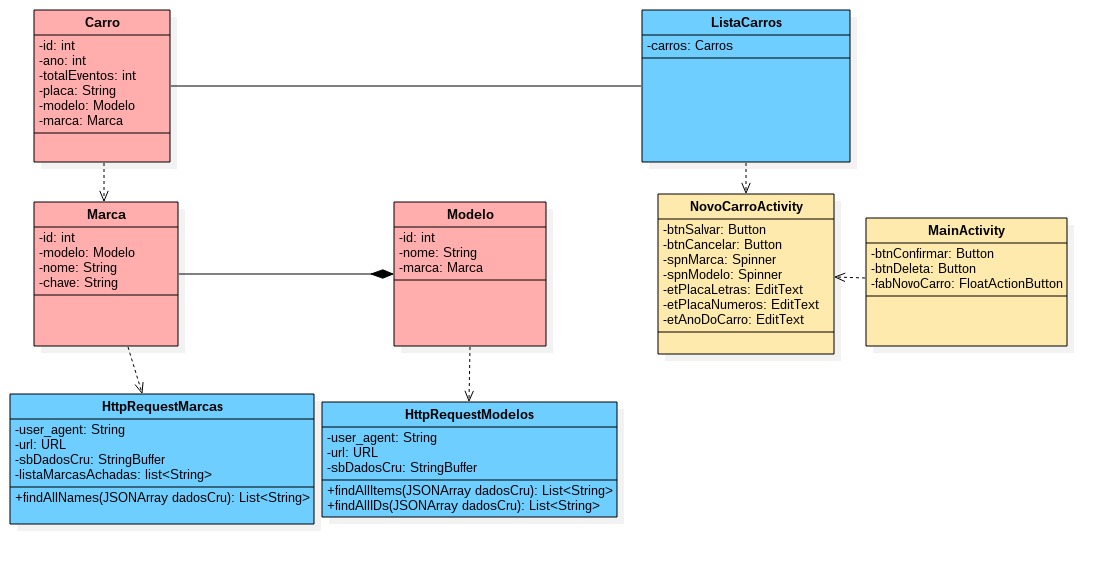 Carro
-id: int
-ano: int
-totalEventos: int
-placa: String
-modelo: Modelo
-marca: Marca
ListaCarros
-carros: Carros
Marca
-id: int
-modelo: Modelo
-nome: String
-chave: String
Modelo
-id: int
-nome: String
-marca: Marca
NovoCarroActivity
-btnSalvar: Button
-btnCancelar: Button
-spnMarca: Spinner
-spnModelo: Spinner
-etPlacaLetras: EditText
-etPlacaNumeros: EditText
-etAnoDoCarro: EditText
MainActivity
-btnConfirmar: Button
-btnDeleta: Button
-fabNovoCarro: FloatActionButton
HttpRequestMarcas
-user_agent: String
-url: URL
-sbDadosCru: StringBuffer
-listaMarcasAchadas: list<String>
+findAllNames(JSONArray dadosCru): List<String>
HttpRequestModelos
-user_agent: String
-url: URL
-sbDadosCru: StringBuffer
+findAllItems(JSONArray dadosCru): List<String>
+findAllIDs(JSONArray dadosCru): List<String>